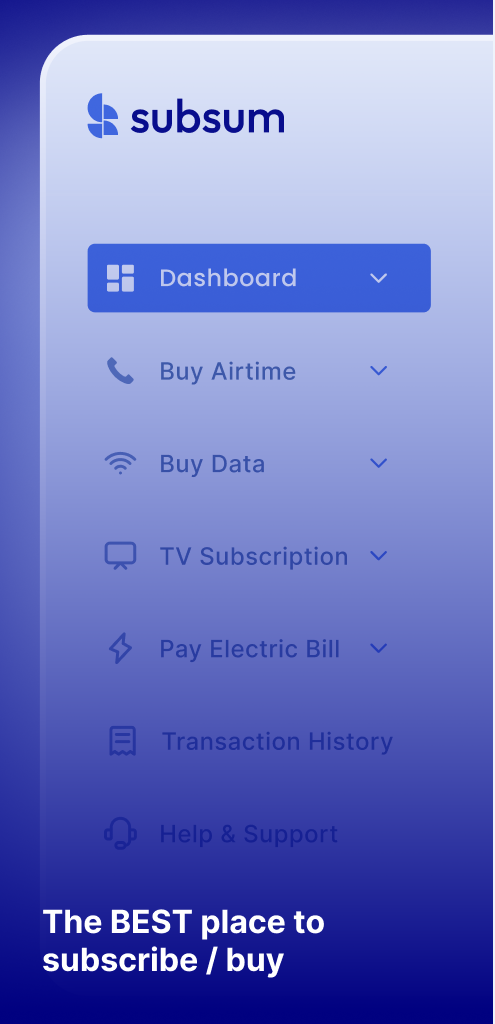 subsum
Dashboard
Buy Airtime
Buy Data
TV Subscription
Pay Electric Bill
Transaction History
Help & Support
The BEST place to
subscribe / buy